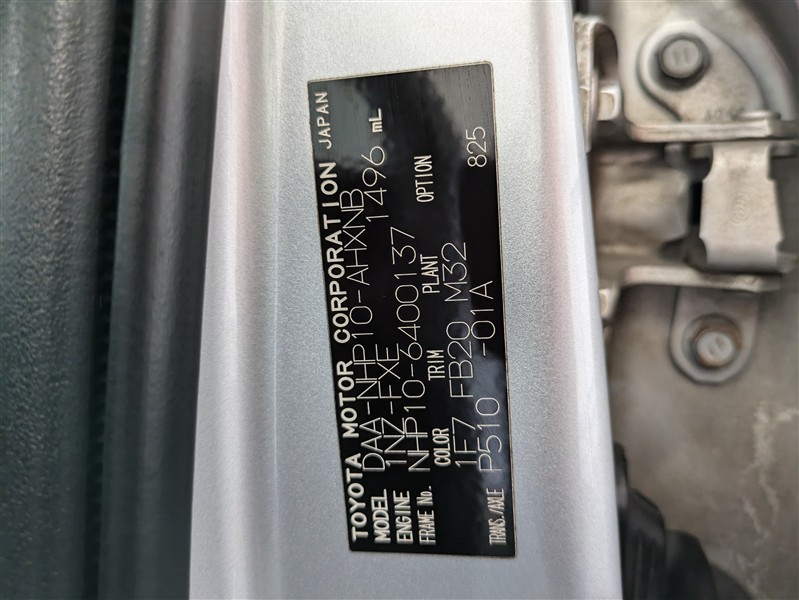 TOYOTA MOTOR CORPORATION JAPAN
MODEL DAA-NHP10-AHXNB
ENGINE 1NZ-FXE 1496 mL
FRAME No. NHP10-6400137
COLOR TRIM PLANT OPTION
1F7 FB20 M32
TRANS./AXLE P510 -01A 825